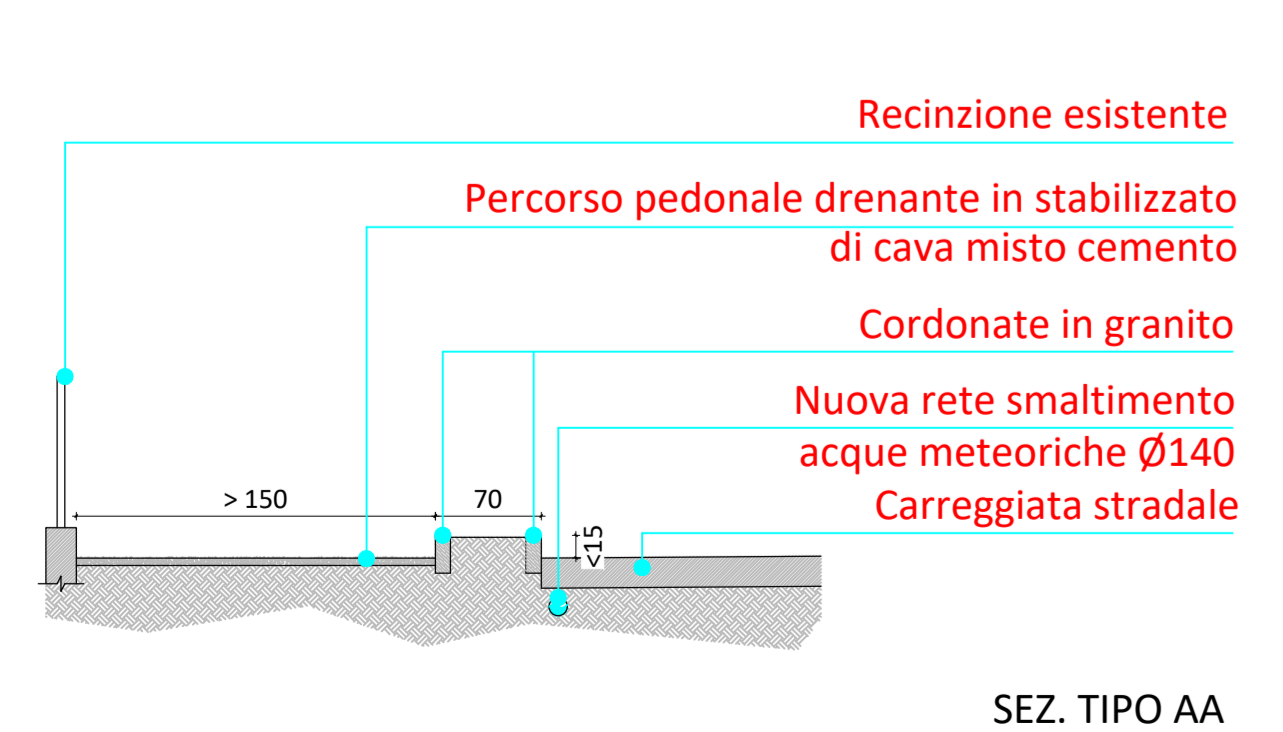 Recinzione esistente
Percorso pedonale drenante in stabilizzato
di cava misto cemento
Cordonate in granito
Nuova rete smaltimento
acque meteoriche Ø140
Carreggiata stradale
> 150
70
<15
SEZ. TIPO AA